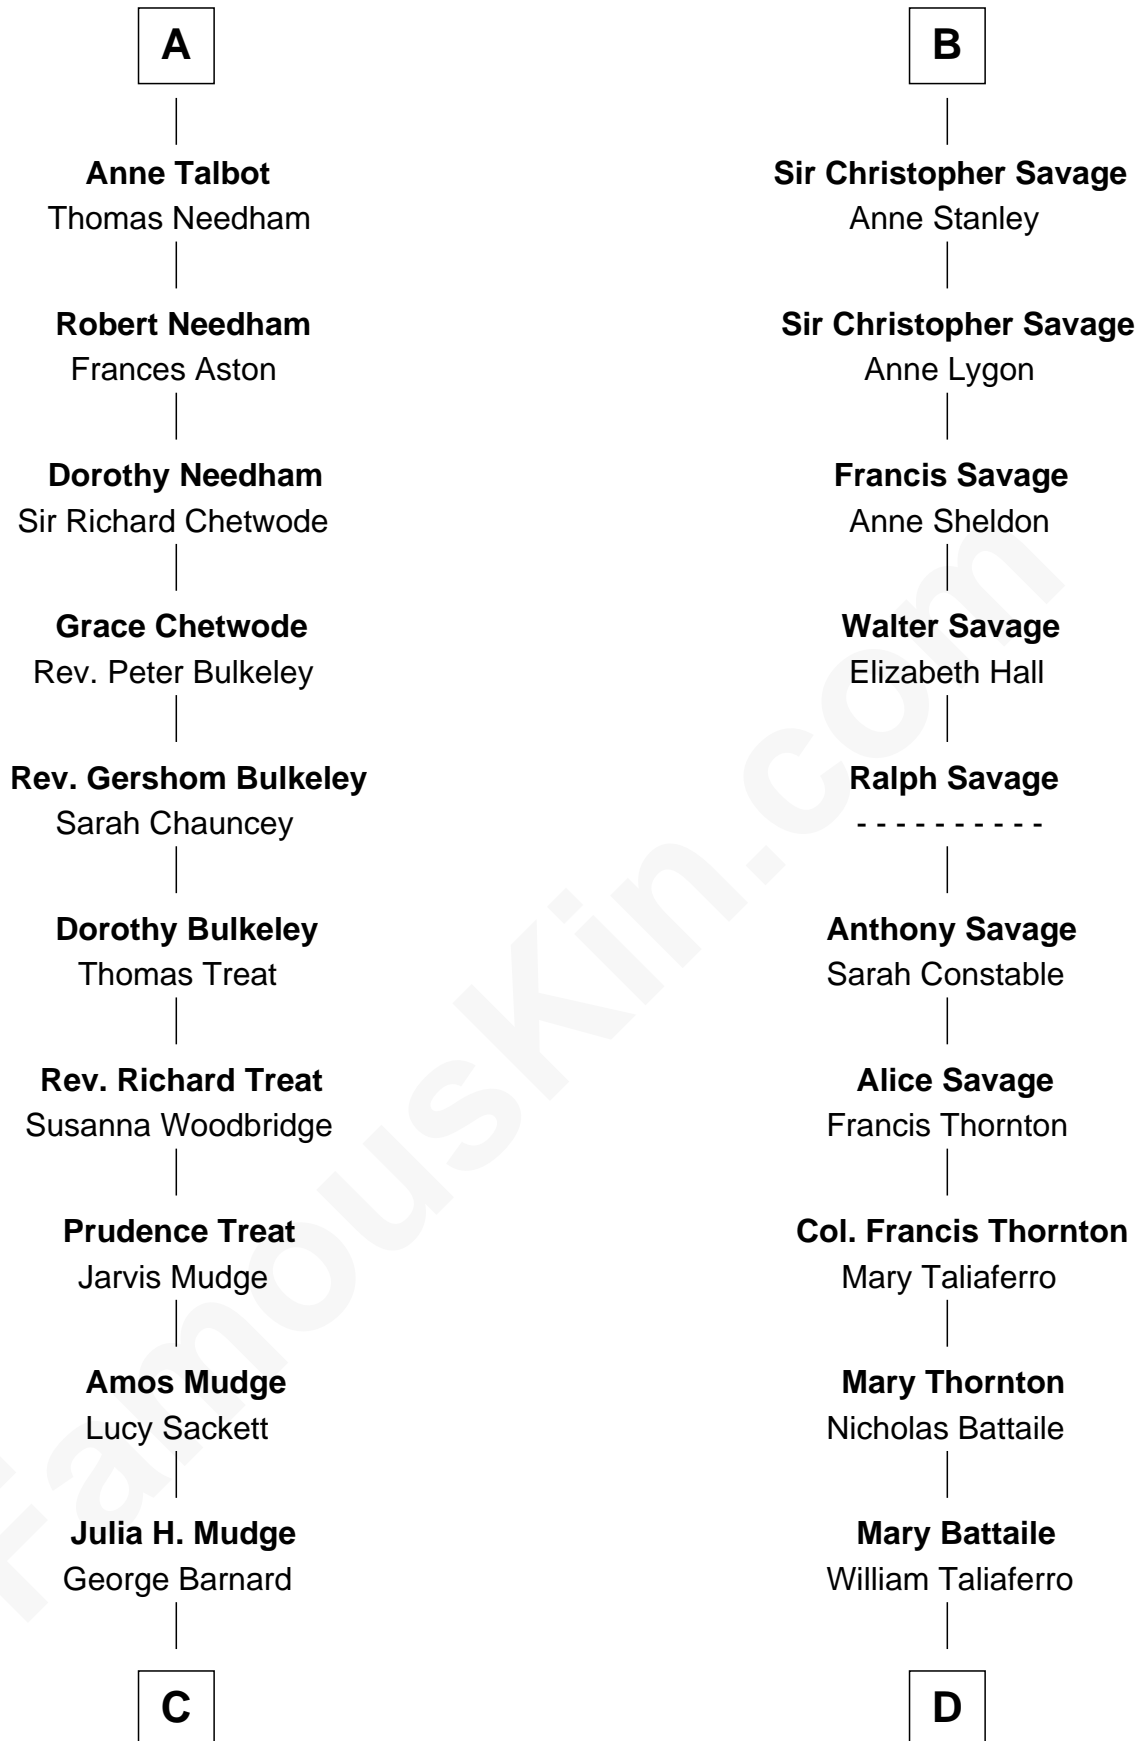 A
Anne Talbot
Thomas Needham
Robert Needham
Frances Aston
Dorothy Needham
Sir Richard Chetwode
Grace Chetwode
Rev. Peter Bulkeley
Rev. Gershom Bulkeley
Sarah Chauncey
Dorothy Bulkeley
Thomas Treat
Rev. Richard Treat
Susanna Woodbridge
Prudence Treat
Jarvis Mudge
Amos Mudge
Lucy Sackett
Julia H. Mudge
George Barnard
C
B
Sir Christopher Savage
Anne Stanley
Sir Christopher Savage
Anne Lygon
Francis Savage
Anne Sheldon
Walter Savage
Elizabeth Hall
Ralph Savage
- - - - - - - - - -
Anthony Savage
Sarah Constable
Alice Savage
Francis Thornton
Col. Francis Thornton
Mary Taliaferro
Mary Thornton
Nicholas Battaile
Mary Battaile
William Taliaferro
D
FamousKin.com